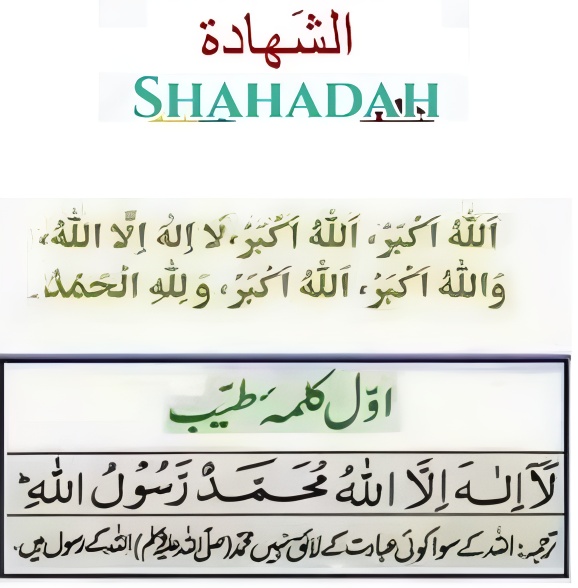 الشَهادة
SHAHADAH
اَللّٰهُ اَكْبَرُ، اَللّٰهُ اَكْبَرُ، لَا إِلٰهَ اِلَّا اللّٰهُ،
وَاللّٰهُ اَكْبَرُ، اَللّٰهُ اَكْبَرُ، وَلِلّٰهِ الْحَمْدُ
اوّل کلمہ طیّب
لَآ اِلٰهَ اِلَّا اللّٰهُ مُحَمَّدٌ رَّسُوْلُ اللّٰهِ ؕ
ترجمہ: اللہ کے سوا کوئی عبادت کے لائق نہیں محمد (صلی اللہ علیہ وسلم) اللہ کے رسول ہیں۔